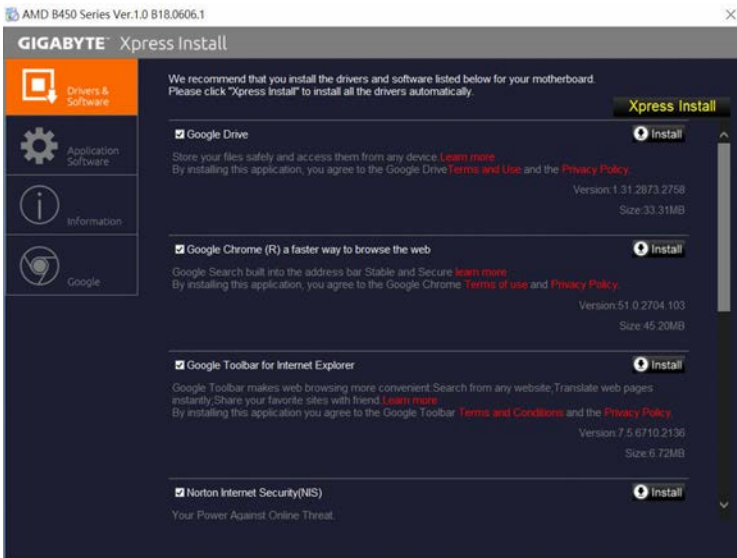 AMD B450 Series Ver.1.0 B18.0606.1
GIGABYTE™ Xpress Install
Drivers &
Software
Application
Software
Information
Google
We recommend that you install the drivers and software listed below for your motherboard.
Please click "Xpress Install" to install all the drivers automatically.
Xpress Install
Google Drive
Install
Store your files safely and access them from any device.Learn more
By installing this application, you agree to the Google DriveTerms and Use and the Privacy Policy.
Version:1.31.2873.2758
Size:33.31MB
Google Chrome (R) a faster way to browse the web
Install
Google Search built into the address bar Stable and Secure learn more
By installing this application, you agree to the Google Chrome Terms of use and Privacy Policy.
Version:51.0.2704.103
Size:45.20MB
Google Toolbar for Internet Explorer
Install
Google Toolbar makes web browsing more convenient:Search from any website,Translate web pages
instantly,Share your favorite sites with friend.Learn more
By installing this application you agree to the Google Toolbar Terms and Conditions and the Privacy Policy.
Version:7.5.6710.2136
Size:6.72MB
Norton Internet Security(NIS)
Install
Your Power Against Online Threat.